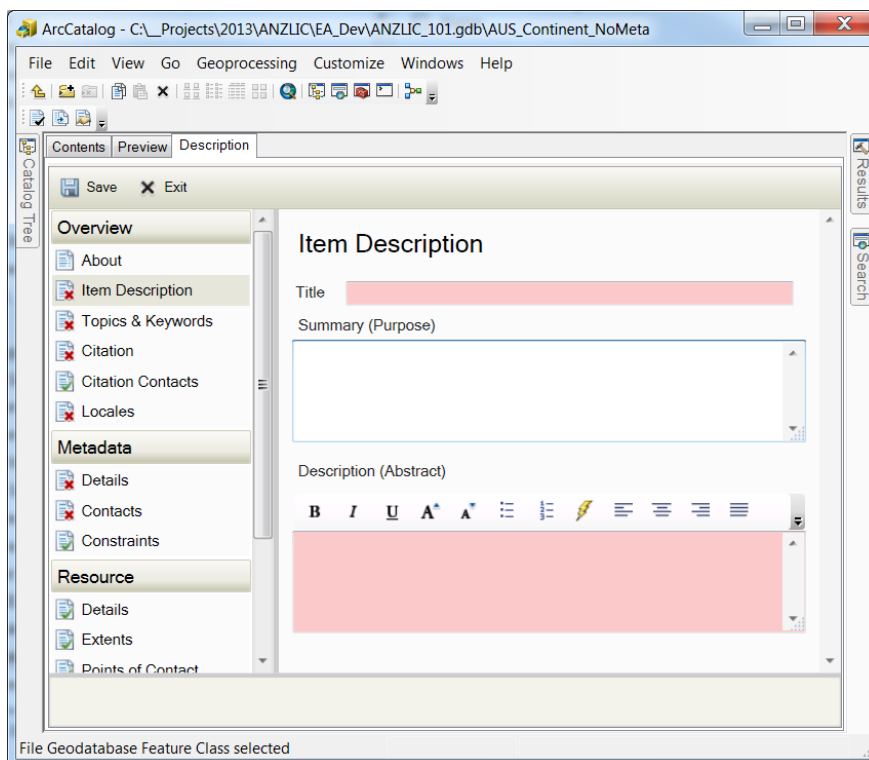 ArcCatalog - C:\__Projects\2013\ANZLIC\EA_Dev\ANZLIC_101.gdb\AUS_Continent_NoMeta
File Edit View Go Geoprocessing Customize Windows Help
Catalog Tree
Contents Preview Description
Save Exit
Overview
About
Item Description
Topics & Keywords
Citation
Citation Contacts
Locales
Metadata
Details
Contacts
Constraints
Resource
Details
Extents
Points of Contact
Item Description
Title
Summary (Purpose)
Description (Abstract)
B I U A A
Results
Search
File Geodatabase Feature Class selected